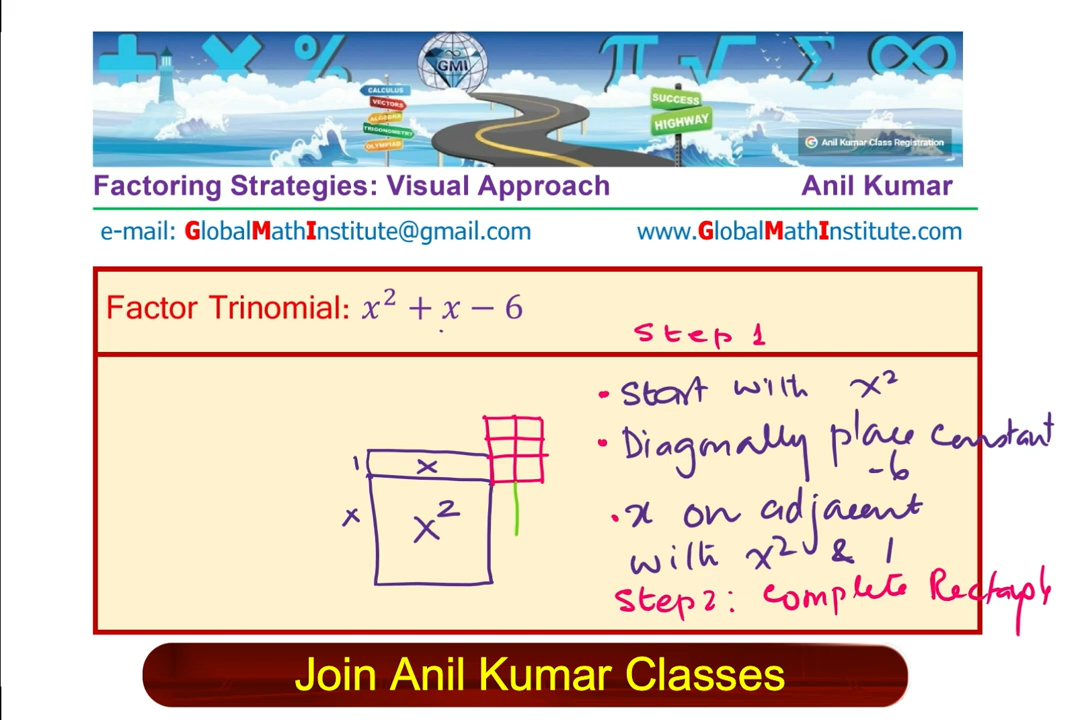 GMI
CALCULUS
VECTORS
ALGEBRA
TRIGONOMETRY
OLYMPIAD
SUCCESS
HIGHWAY
G Anil Kumar Class Registration
Factoring Strategies: Visual Approach Anil Kumar
e-mail: GlobalMathInstitute@gmail.com www.GlobalMathInstitute.com
Factor Trinomial: x² + x − 6
Step 1
• Start with x²
• Diagonally place constant
-6
• x on adjacent
with x² & 1
Step 2: Complete
1 x
x x²
Join Anil Kumar Classes